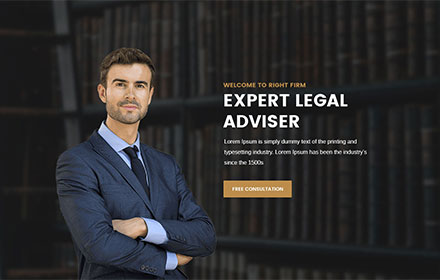 WELCOME TO RIGHT FIRM
EXPERT LEGAL
ADVISER
Lorem Ipsum is simply dummy text of the printing and
typesetting industry. Lorem Ipsum has been the industry's
since the 1500s
FREE CONSULTATION